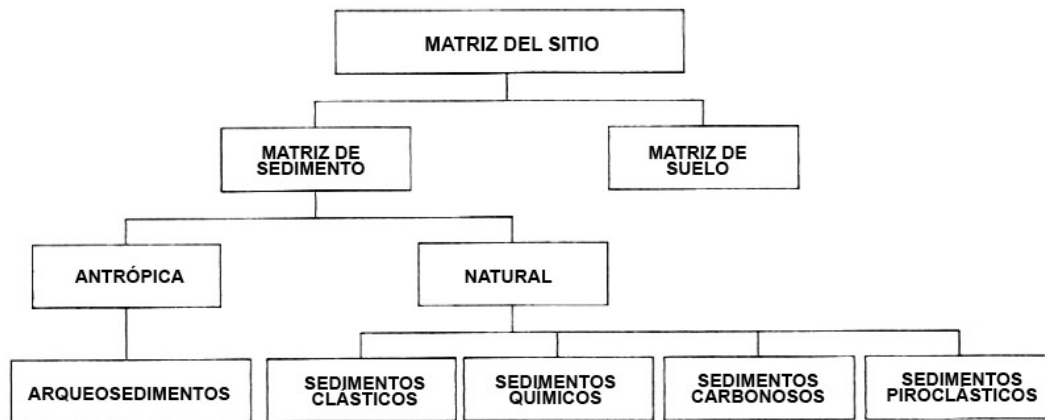 MATRIZ DEL SITIO
MATRIZ DE
SEDIMENTO
MATRIZ DE
SUELO
ANTRÓPICA
NATURAL
ARQUEOSEDIMENTOS
SEDIMENTOS
CLÁSTICOS
SEDIMENTOS
QUIMICOS
SEDIMENTOS
CARBONOSOS
SEDIMENTOS
PIROCLÁSTICOS